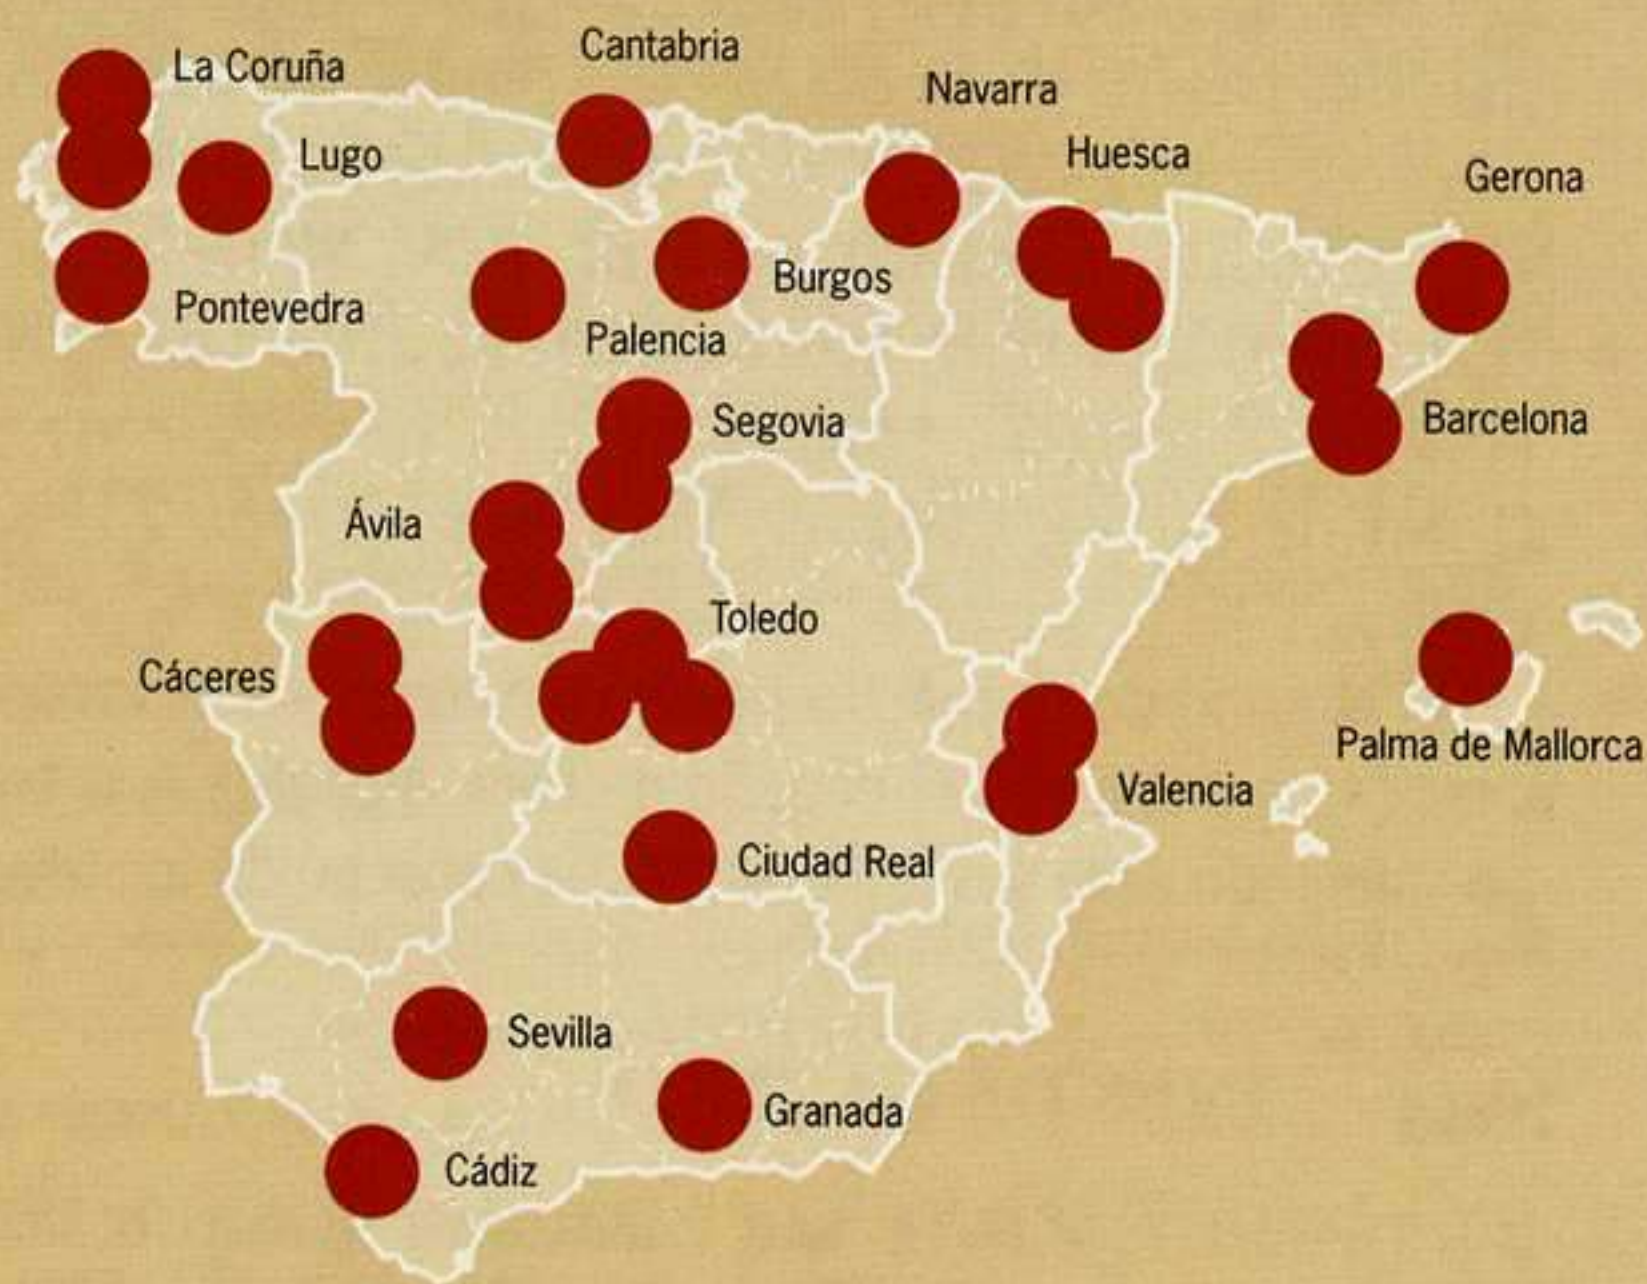 La Coruña
Cantabria
Navarra
Lugo
Huesca
Gerona
Burgos
Pontevedra
Palencia
Segovia
Barcelona
Ávila
Toledo
Cáceres
Palma de Mallorca
Valencia
Ciudad Real
Sevilla
Granada
Cádiz